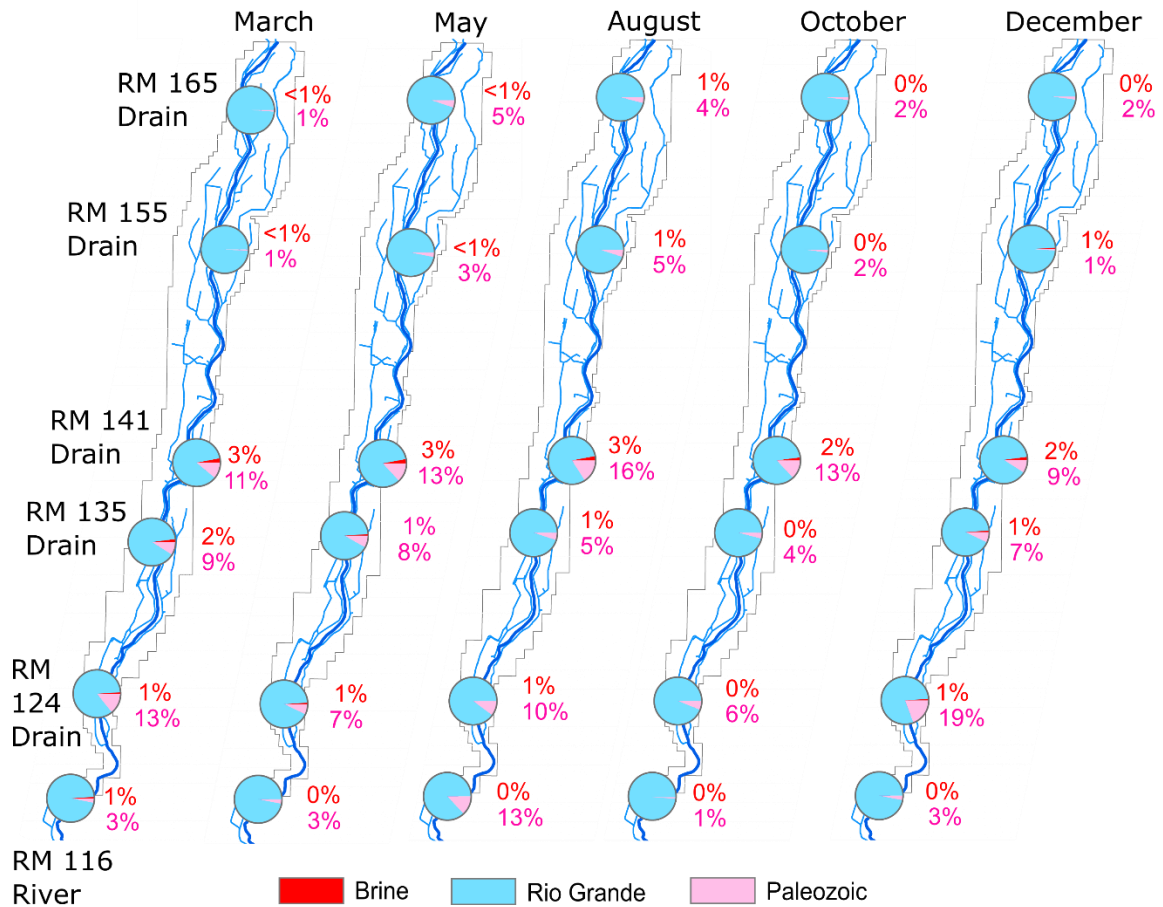 March May August October December
RM 165
Drain
<1% <1% 1% 0% 0%
1% 5% 4% 2% 2%
RM 155
Drain
<1% <1% 1% 0% 1%
1% 3% 5% 2% 1%
RM 141
Drain
3% 3% 3% 2% 2%
11% 13% 16% 13% 9%
RM 135
Drain
2% 1% 1% 0% 1%
9% 8% 5% 4% 7%
RM
124
Drain
1% 1% 1% 0% 1%
13% 7% 10% 6% 19%
1% 0% 0% 0% 0%
3% 3% 13% 1% 3%
RM 116
River
Brine Rio Grande Paleozoic